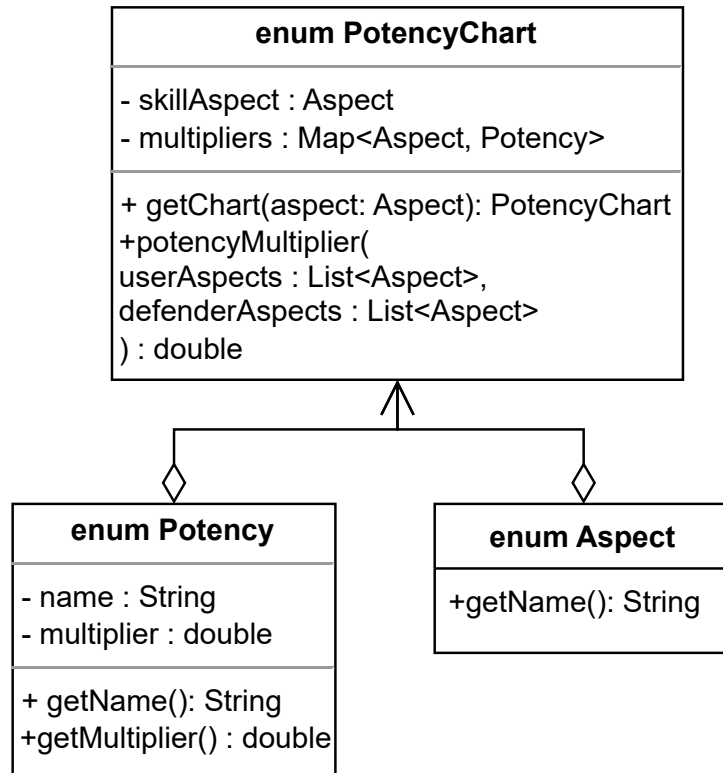 enum PotencyChart
- skillAspect : Aspect
- multipliers : Map<Aspect, Potency>
+ getChart(aspect: Aspect): PotencyChart
+potencyMultiplier(
userAspects : List<Aspect>,
defenderAspects : List<Aspect>
) : double
enum Potency
- name : String
- multiplier : double
+ getName(): String
+getMultiplier() : double
enum Aspect
+getName(): String